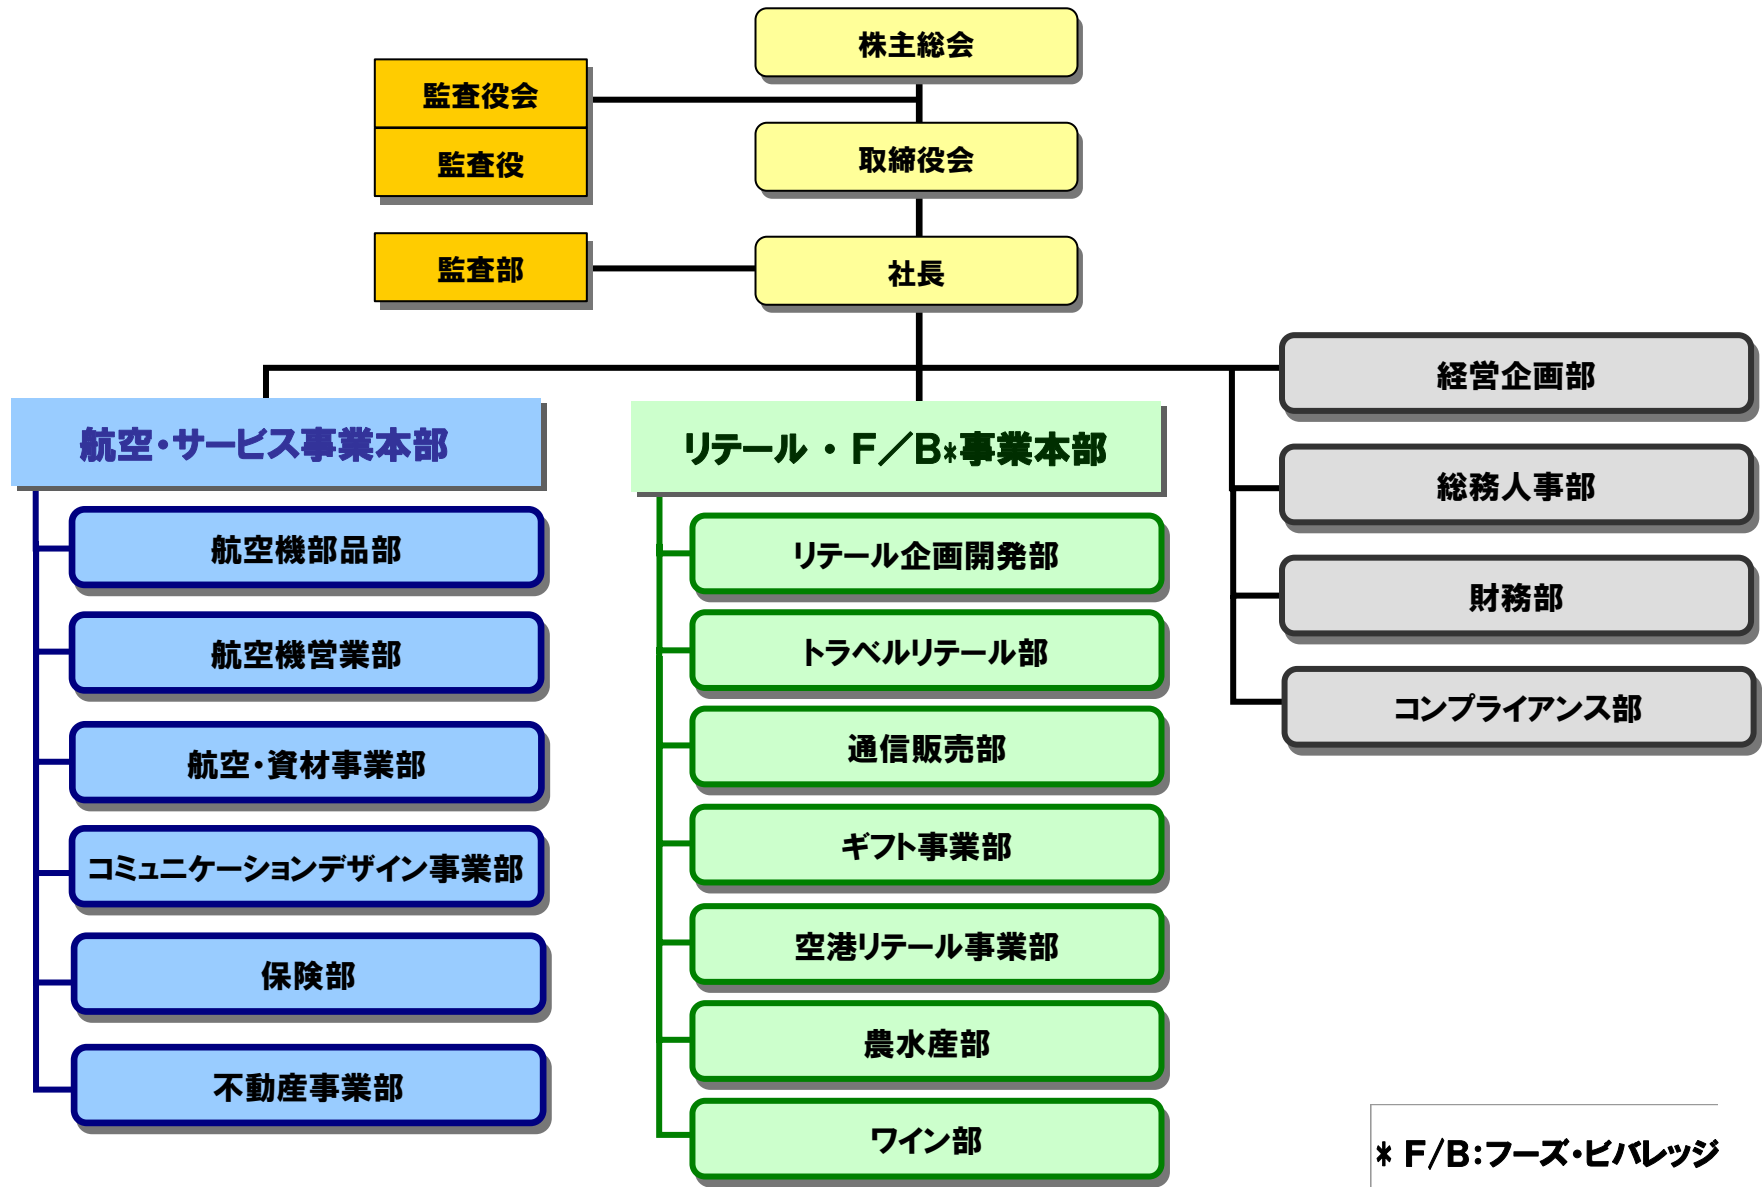 株主総会
監査役会
監査役
取締役会
監査部
社長
経営企画部
総務人事部
財務部
コンプライアンス部
航空・サービス事業本部
航空機部品部
航空機営業部
航空・資材事業部
コミュニケーションデザイン事業部
保険部
不動産事業部
リテール・F／B*事業本部
リテール企画開発部
トラベルリテール部
通信販売部
ギフト事業部
空港リテール事業部
農水産部
ワイン部
* F/B：フーズ・ビバレッジ